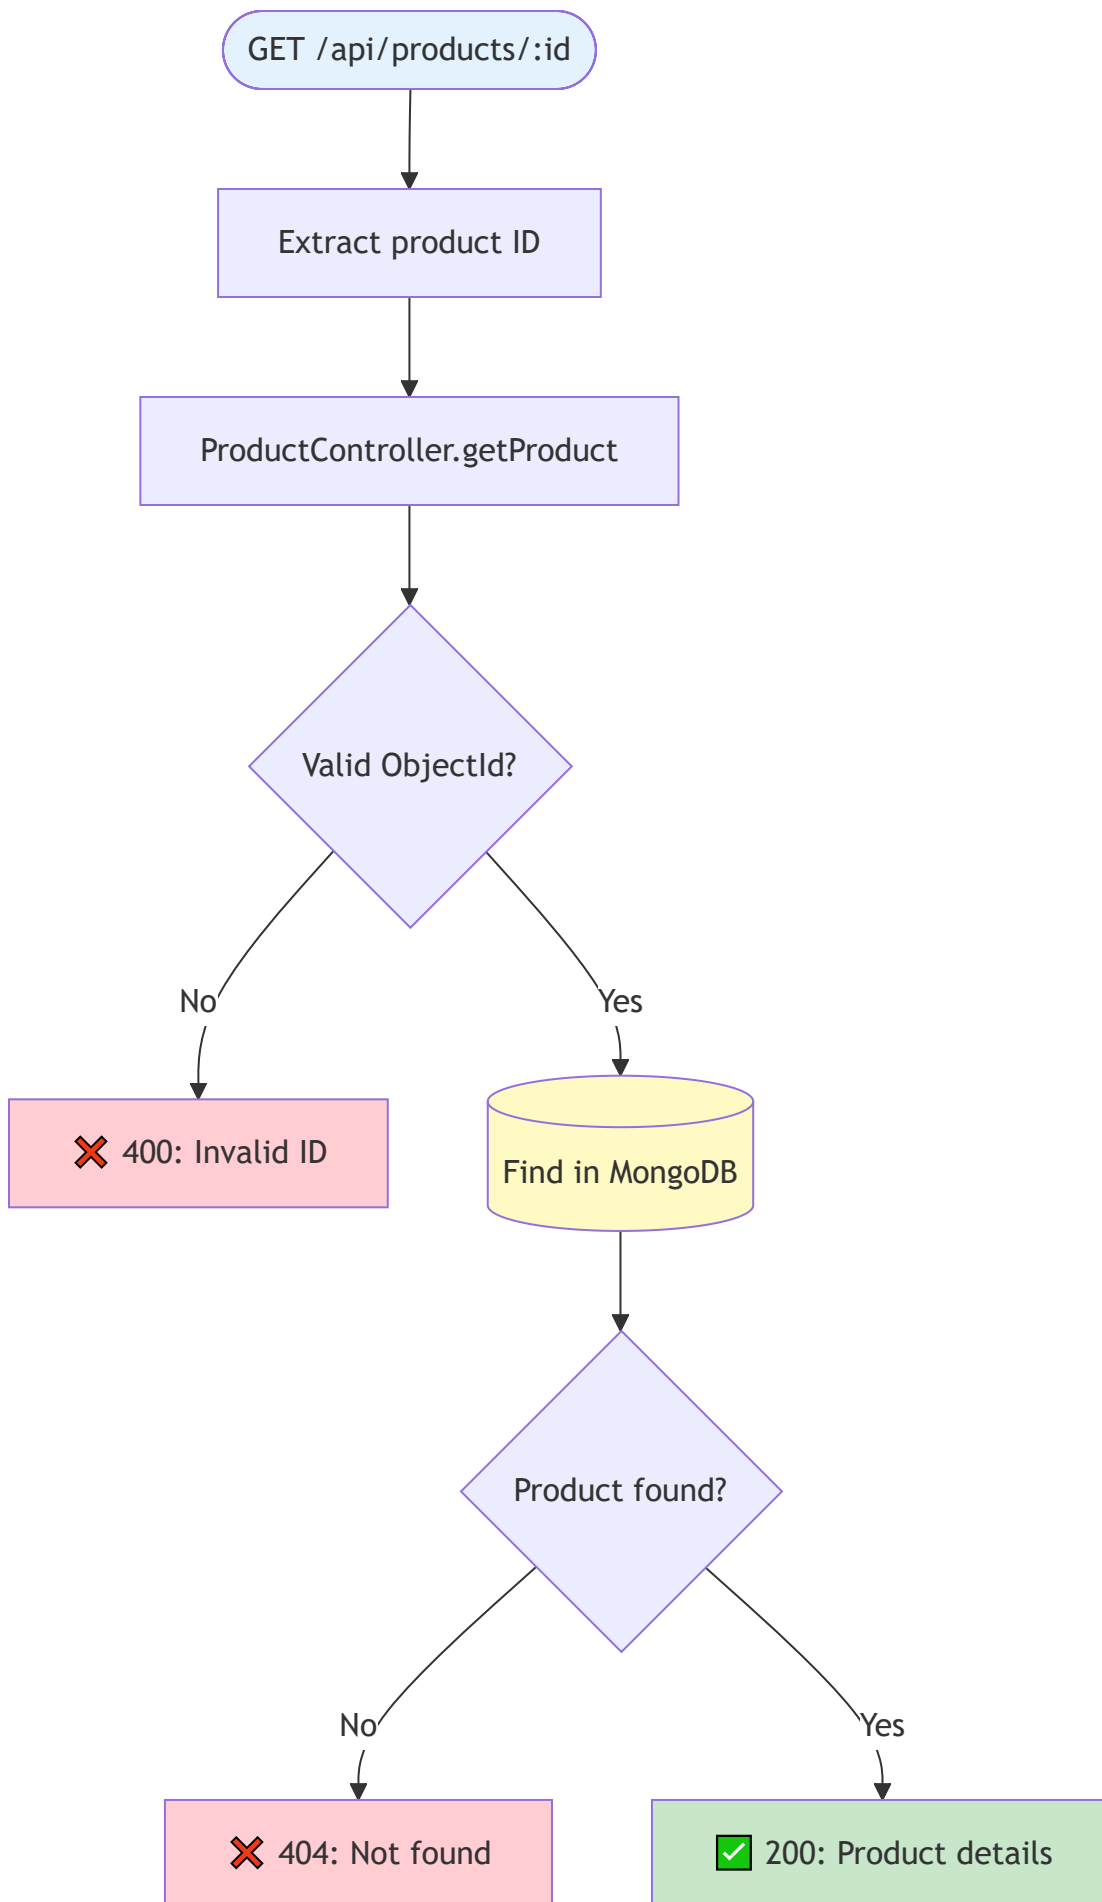 GET /api/products/:id
Extract product ID
ProductController.getProduct
Valid ObjectId?
No
Yes
❌ 400: Invalid ID
Find in MongoDB
Product found?
No
Yes
❌ 404: Not found
✅ 200: Product details